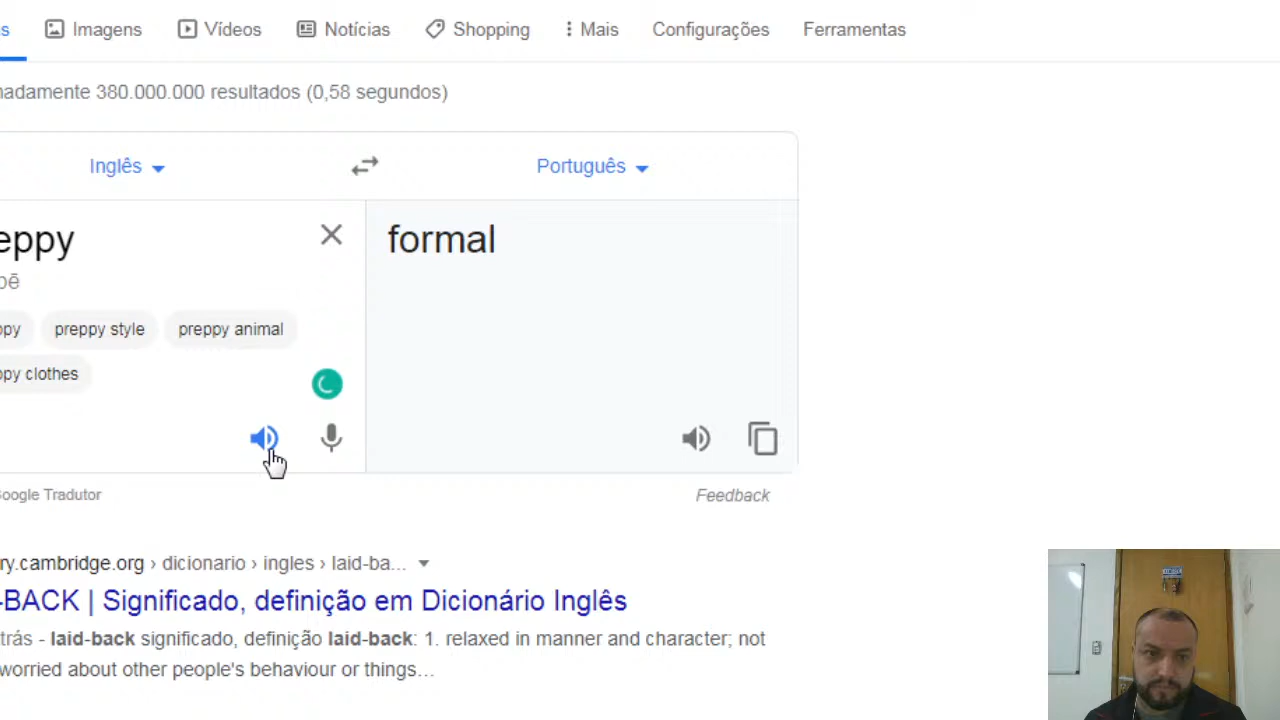 s Imagens Vídeos Notícias Shopping Mais Configurações Ferramentas
nadamente 380.000.000 resultados (0,58 segundos)
Inglês Português
eppy formal
pē
ppy preppy style preppy animal
ppy clothes
Google Tradutor Feedback
ry.cambridge.org › dicionario › ingles › laid-ba...
-BACK | Significado, definição em Dicionário Inglês
trás - laid-back significado, definição laid-back: 1. relaxed in manner and character; not
worried about other people's behaviour or things...